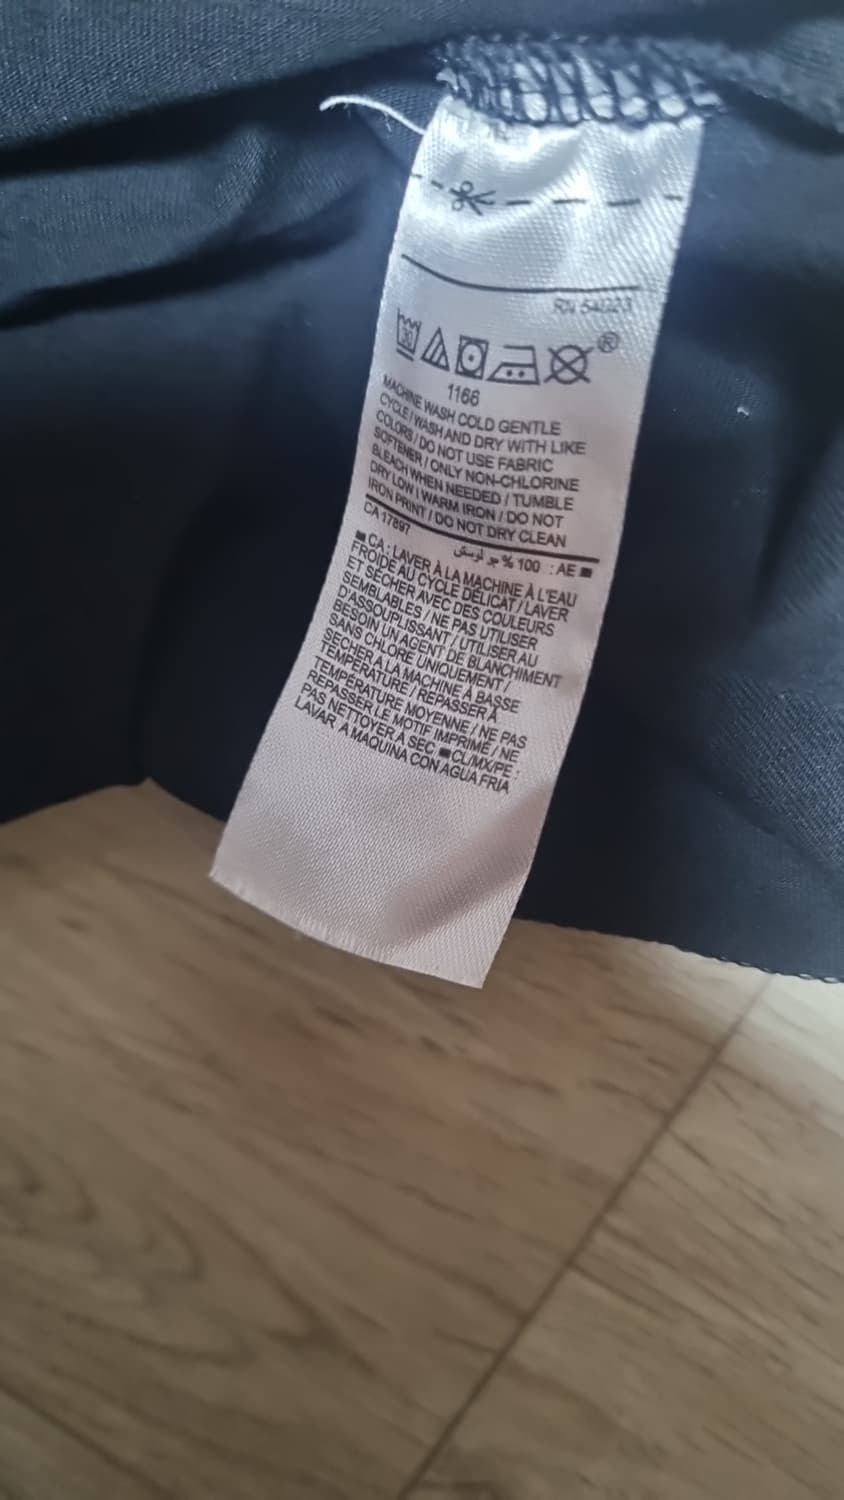 RN 54023
30
®
1166
MACHINE WASH COLD GENTLE
CYCLE / WASH AND DRY WITH LIKE
COLORS / DO NOT USE FABRIC
SOFTENER / ONLY NON-CHLORINE
BLEACH WHEN NEEDED / TUMBLE
DRY LOW / WARM IRON / DO NOT
IRON PRINT / DO NOT DRY CLEAN
CA 17897
% 100 : AE ■
■ CA : LAVER À LA MACHINE À L'EAU
FROIDE AU CYCLE DÉLICAT / LAVER
ET SÉCHER AVEC DES COULEURS
SEMBLABLES / NE PAS UTILISER
D'ASSOUPLISSANT / UTILISER AU
BESOIN UN AGENT DE BLANCHIMENT
SANS CHLORE UNIQUEMENT /
SÉCHER À LA MACHINE À BASSE
TEMPÉRATURE / REPASSER À
TEMPÉRATURE MOYENNE / NE PAS
REPASSER LE MOTIF IMPRIMÉ / NE
PAS NETTOYER À SEC ■ CL/MX/PE :
LAVAR A MAQUINA CON AGUA FRIA